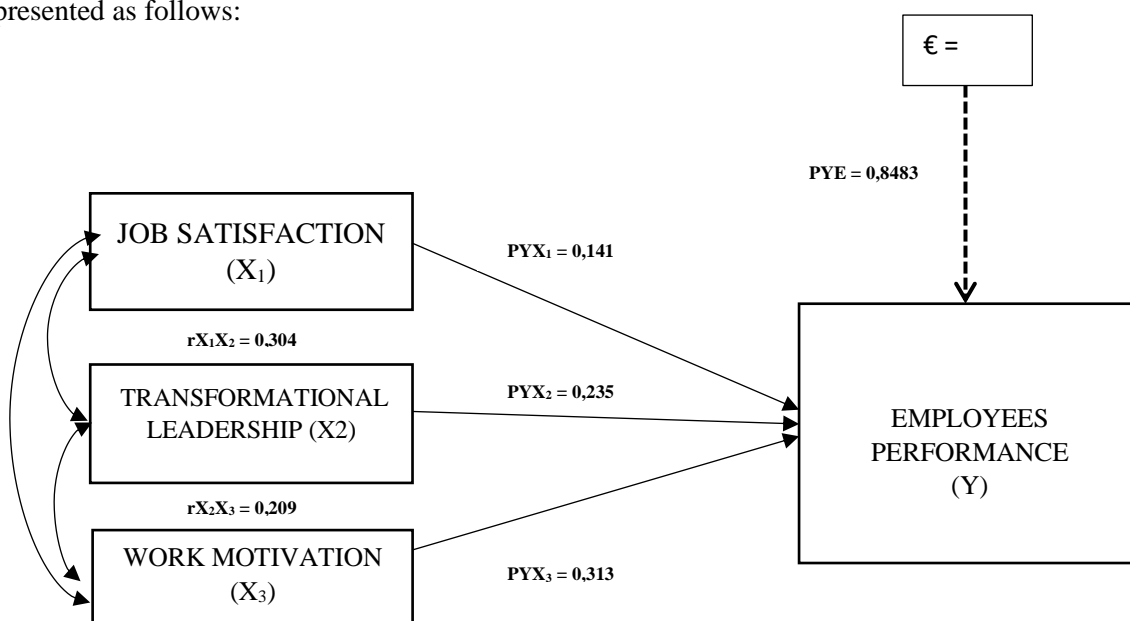 presented as follows:
€ =
PYE = 0,8483
JOB SATISFACTION
(X₁)
PYX₁ = 0,141
rX₁X₂ = 0,304
TRANSFORMATIONAL
LEADERSHIP (X2)
PYX₂ = 0,235
EMPLOYEES
PERFORMANCE
(Y)
rX₂X₃ = 0,209
WORK MOTIVATION
(X₃)
PYX₃ = 0,313